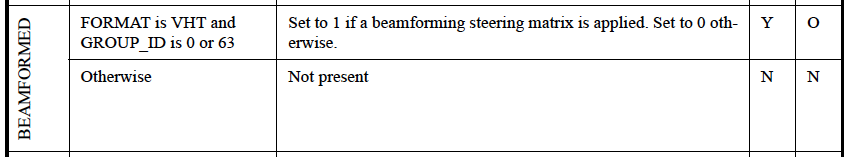 BEAMFORMED
FORMAT is VHT and
GROUP_ID is 0 or 63
Set to 1 if a beamforming steering matrix is applied. Set to 0 oth-
erwise.
Y
O
Otherwise
Not present
N
N